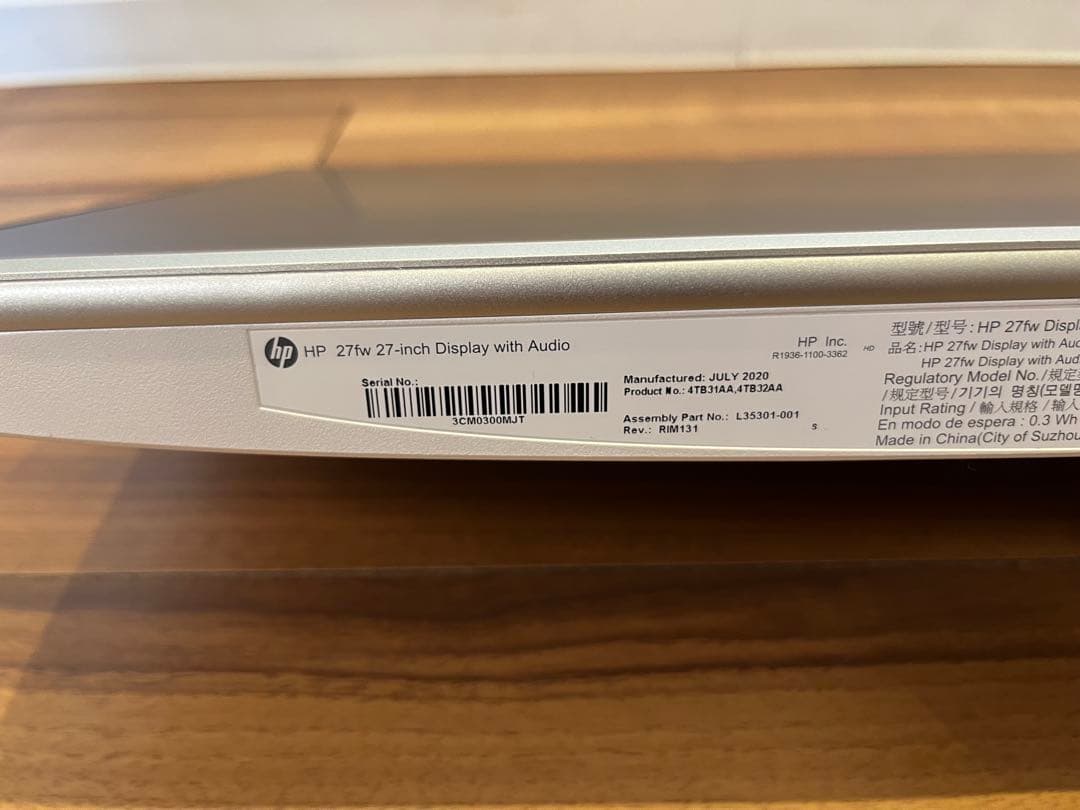 hp HP 27fw 27-inch Display with Audio
Serial No.:
3CM0300MJT
Manufactured: JULY 2020
Product No.: 4TB31AA,4TB32AA
Assembly Part No.: L35301-001
Rev.: RIM131
S
HP Inc.
R1936-1100-3362
HD
型號/型号: HP 27fw Displ
品名:HP 27fw Display with Aud
HP 27fw Display with Aud
Regulatory Model No. /規定
/规定型号/기기의 명칭(모델명
Input Rating / 輸入規格 / 输入
En modo de espera : 0.3 Wh
Made in China(City of Suzhou